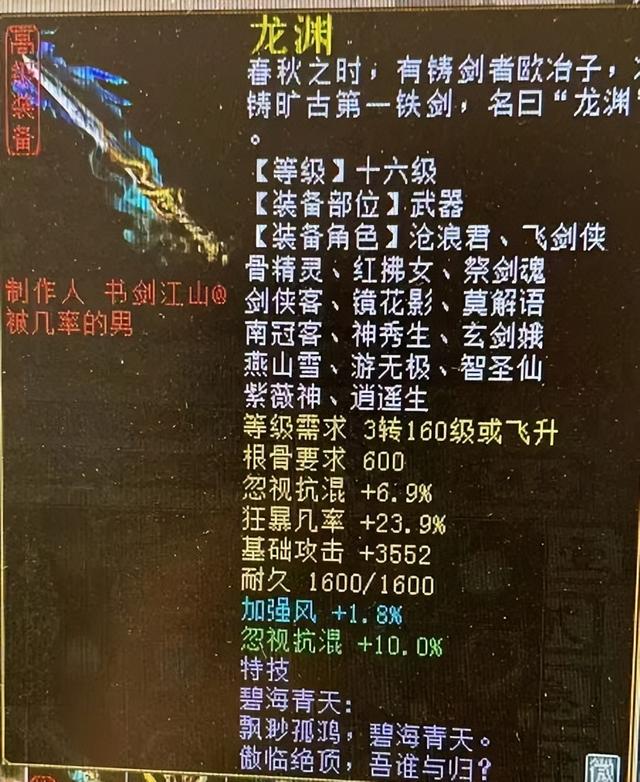 龙渊
高级装备
春秋之时，有铸剑者欧冶子，
铸旷古第一铁剑，名曰“龙渊”
。
【等级】十六级
【装备部位】武器
【装备角色】沧浪君、飞剑侠
骨精灵、红拂女、祭剑魂
剑侠客、镜花影、莫解语
南冠客、神秀生、玄剑娥
燕山雪、游无极、智圣仙
紫薇神、逍遥生
制作人 书剑江山@
被几率的男
等级需求 3转160级或飞升
根骨要求 600
忽视抗混 +6.9%
狂暴几率 +23.9%
基础攻击 +3552
耐久 1600/1600
加强风 +1.8%
忽视抗混 +10.0%
特技
碧海青天:
飘渺孤鸿，碧海青天。
傲临绝顶，吾谁与归?